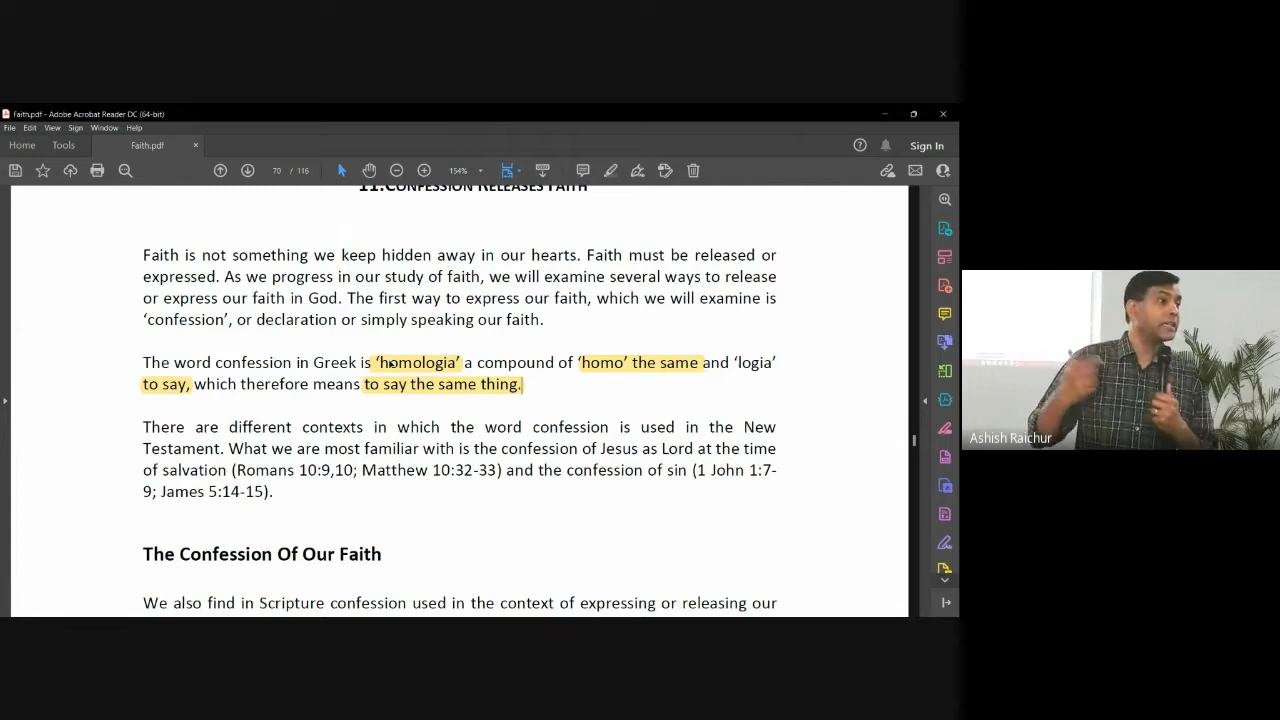 Faith.pdf - Adobe Acrobat Reader DC (64-bit)
File Edit View Sign Window Help
Home Tools Faith.pdf × Sign In
70 / 116 154%
11.CONFESSION RELEASES FAITH
Faith is not something we keep hidden away in our hearts. Faith must be released or
expressed. As we progress in our study of faith, we will examine several ways to release
or express our faith in God. The first way to express our faith, which we will examine is
‘confession’, or declaration or simply speaking our faith.
The word confession in Greek is ‘homologia’ a compound of ‘homo’ the same and ‘logia’
to say, which therefore means to say the same thing.
There are different contexts in which the word confession is used in the New
Testament. What we are most familiar with is the confession of Jesus as Lord at the time
of salvation (Romans 10:9,10; Matthew 10:32-33) and the confession of sin (1 John 1:7-
9; James 5:14-15).
The Confession Of Our Faith
We also find in Scripture confession used in the context of expressing or releasing our
Ashish Raichur